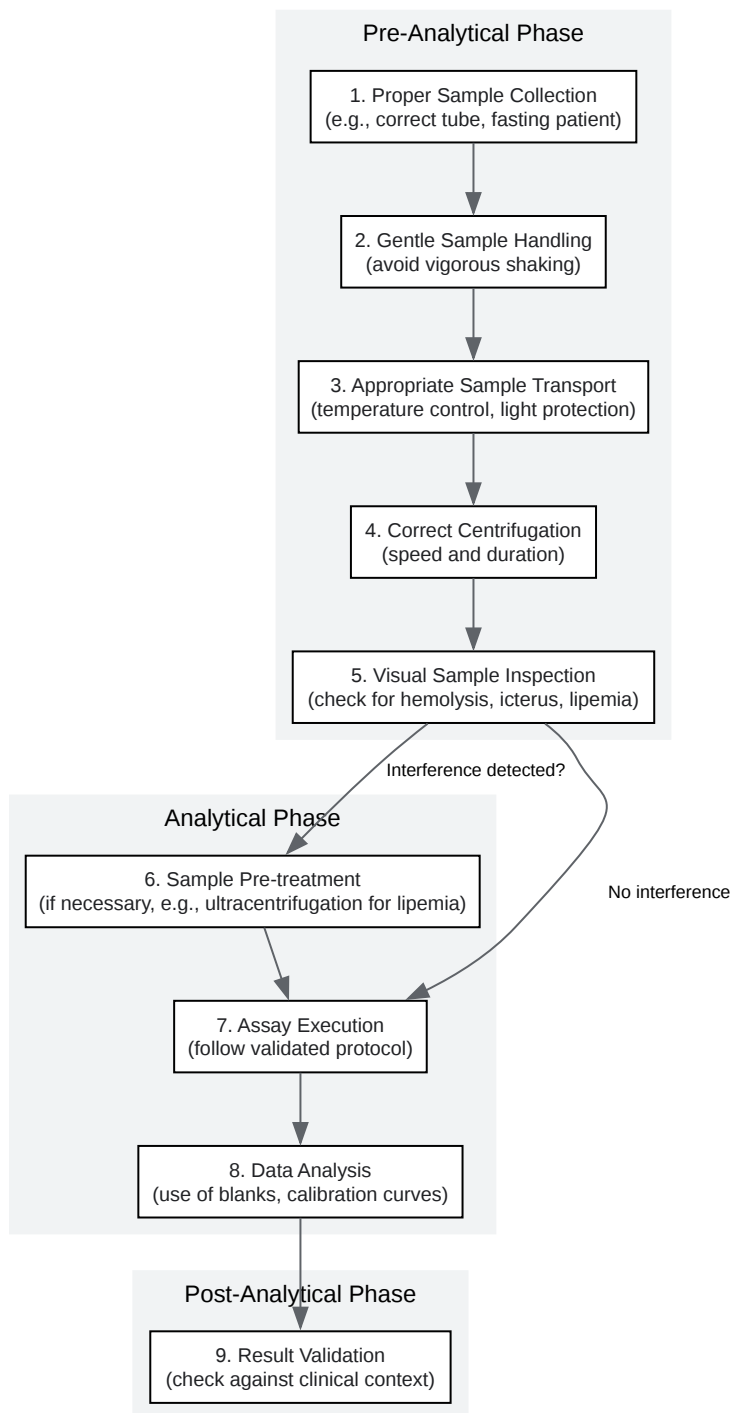 Pre-Analytical Phase
1. Proper Sample Collection
(e.g., correct tube, fasting patient)
2. Gentle Sample Handling
(avoid vigorous shaking)
3. Appropriate Sample Transport
(temperature control, light protection)
4. Correct Centrifugation
(speed and duration)
5. Visual Sample Inspection
(check for hemolysis, icterus, lipemia)
Interference detected?
Analytical Phase
6. Sample Pre-treatment
(if necessary, e.g., ultracentrifugation for lipemia)
No interference
7. Assay Execution
(follow validated protocol)
8. Data Analysis
(use of blanks, calibration curves)
Post-Analytical Phase
9. Result Validation
(check against clinical context)